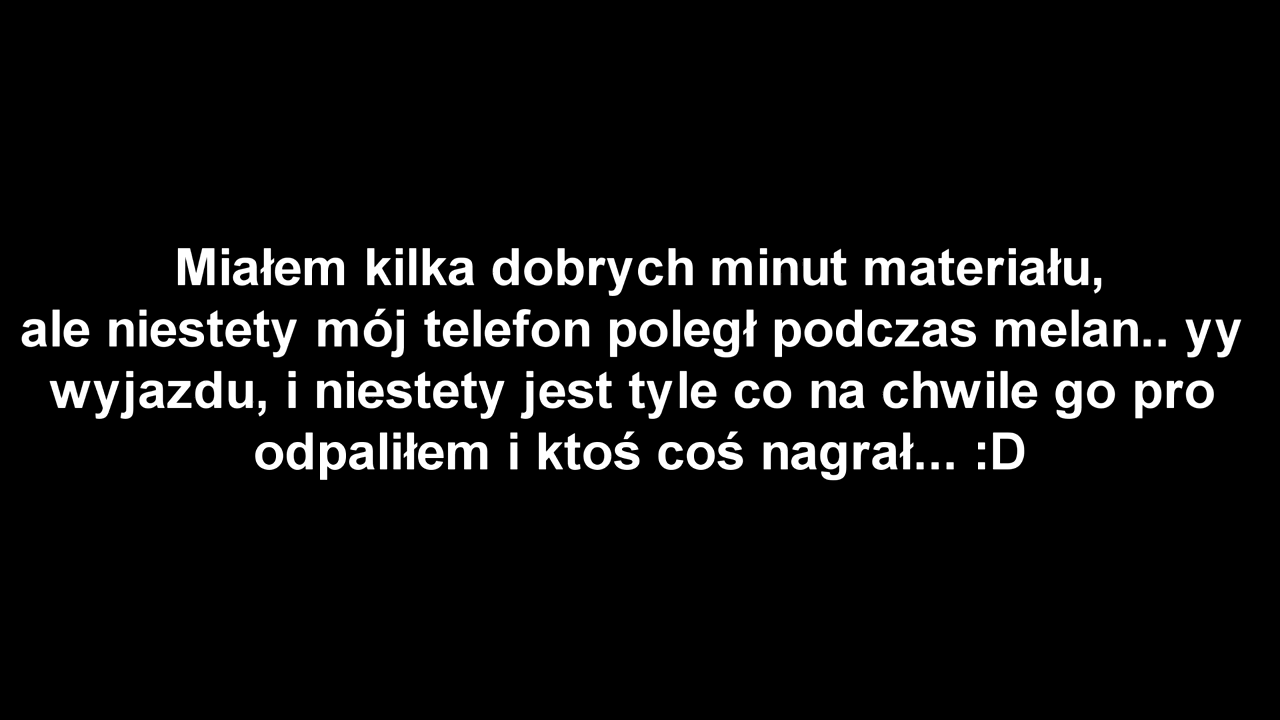 Miałem kilka dobrych minut materiału,
ale niestety mój telefon poległ podczas melan.. yy
wyjazdu, i niestety jest tyle co na chwile go pro
odpaliłem i ktoś coś nagrał... :D